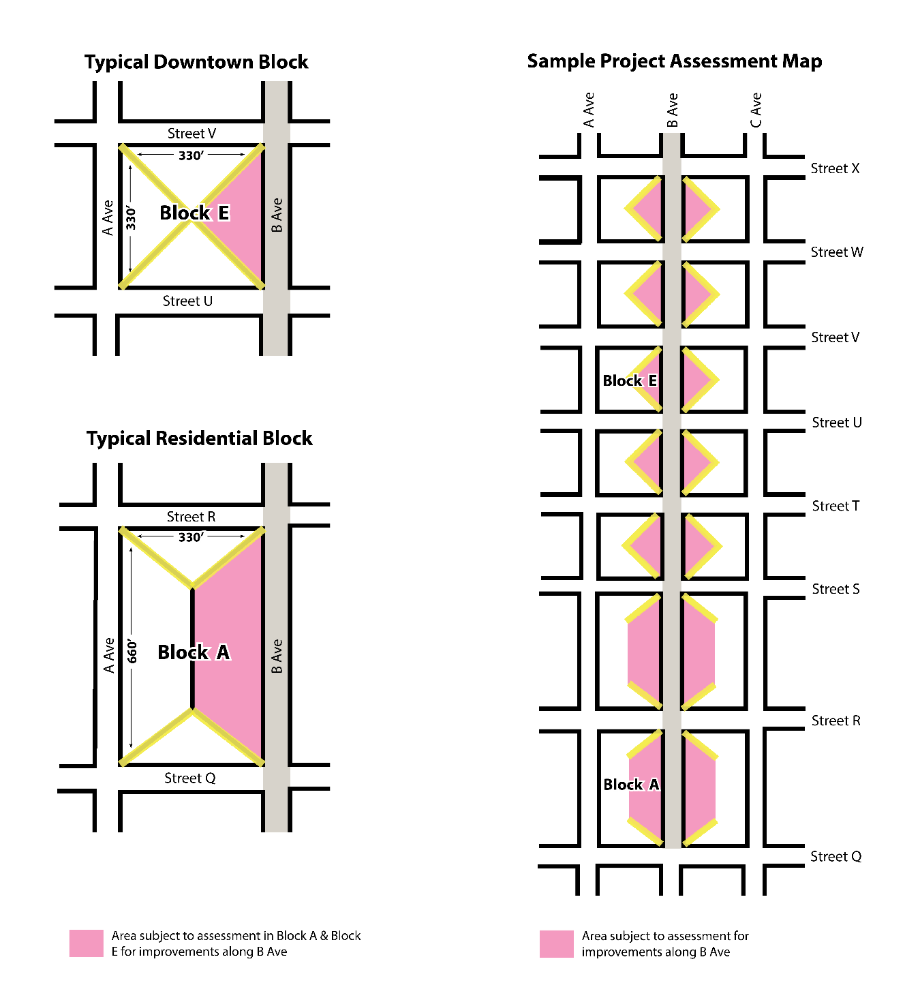 Typical Downtown Block
Street V
330’
330’
A Ave
Block E
B Ave
Street U
Typical Residential Block
Street R
330’
660’
A Ave
Block A
B Ave
Street Q
Area subject to assessment in Block A & Block
E for improvements along B Ave
Sample Project Assessment Map
A Ave
B Ave
C Ave
Street X
Street W
Street V
Block E
Street U
Street T
Street S
Street R
Block A
Street Q
Area subject to assessment for
improvements along B Ave